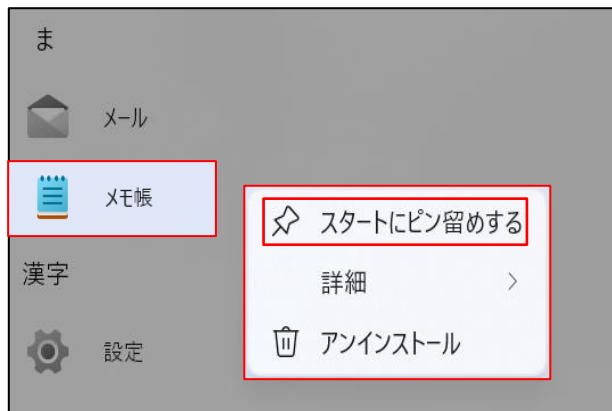 ま
メール
メモ帳
スタートにピン留めする
漢字
詳細
アンインストール
設定